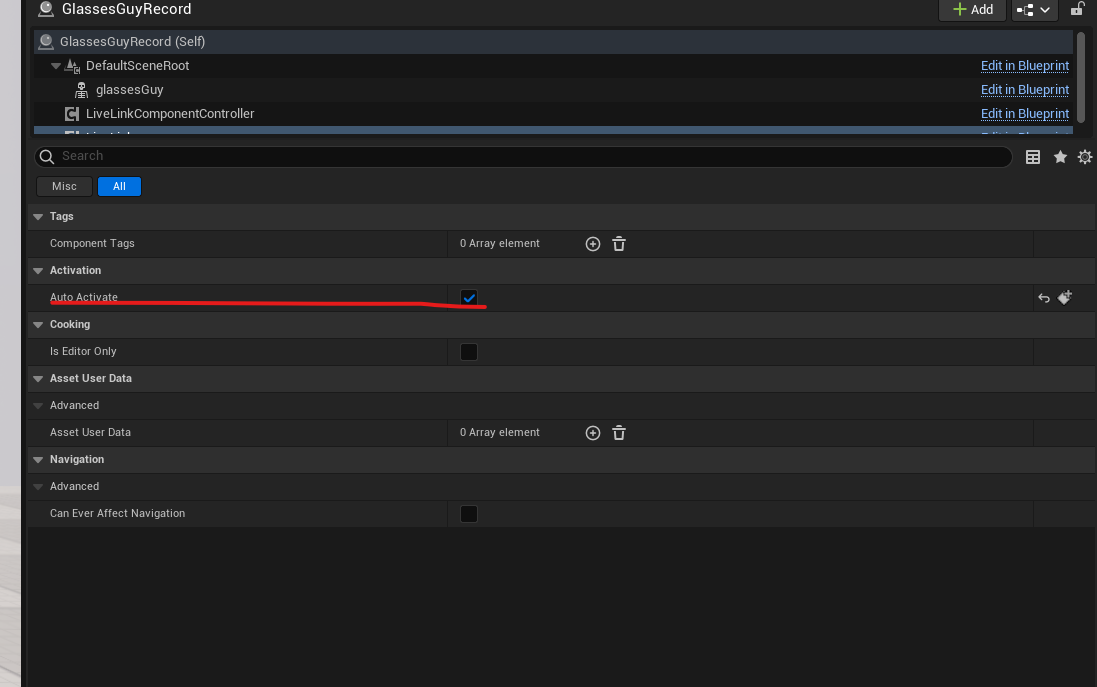 GlassesGuyRecord
Add
GlassesGuyRecord (Self)
DefaultSceneRoot Edit in Blueprint
glassesGuy Edit in Blueprint
LiveLinkComponentController Edit in Blueprint
Search
Misc All
Tags
Component Tags 0 Array element
Activation
Auto Activate
Cooking
Is Editor Only
Asset User Data
Advanced
Asset User Data 0 Array element
Navigation
Advanced
Can Ever Affect Navigation